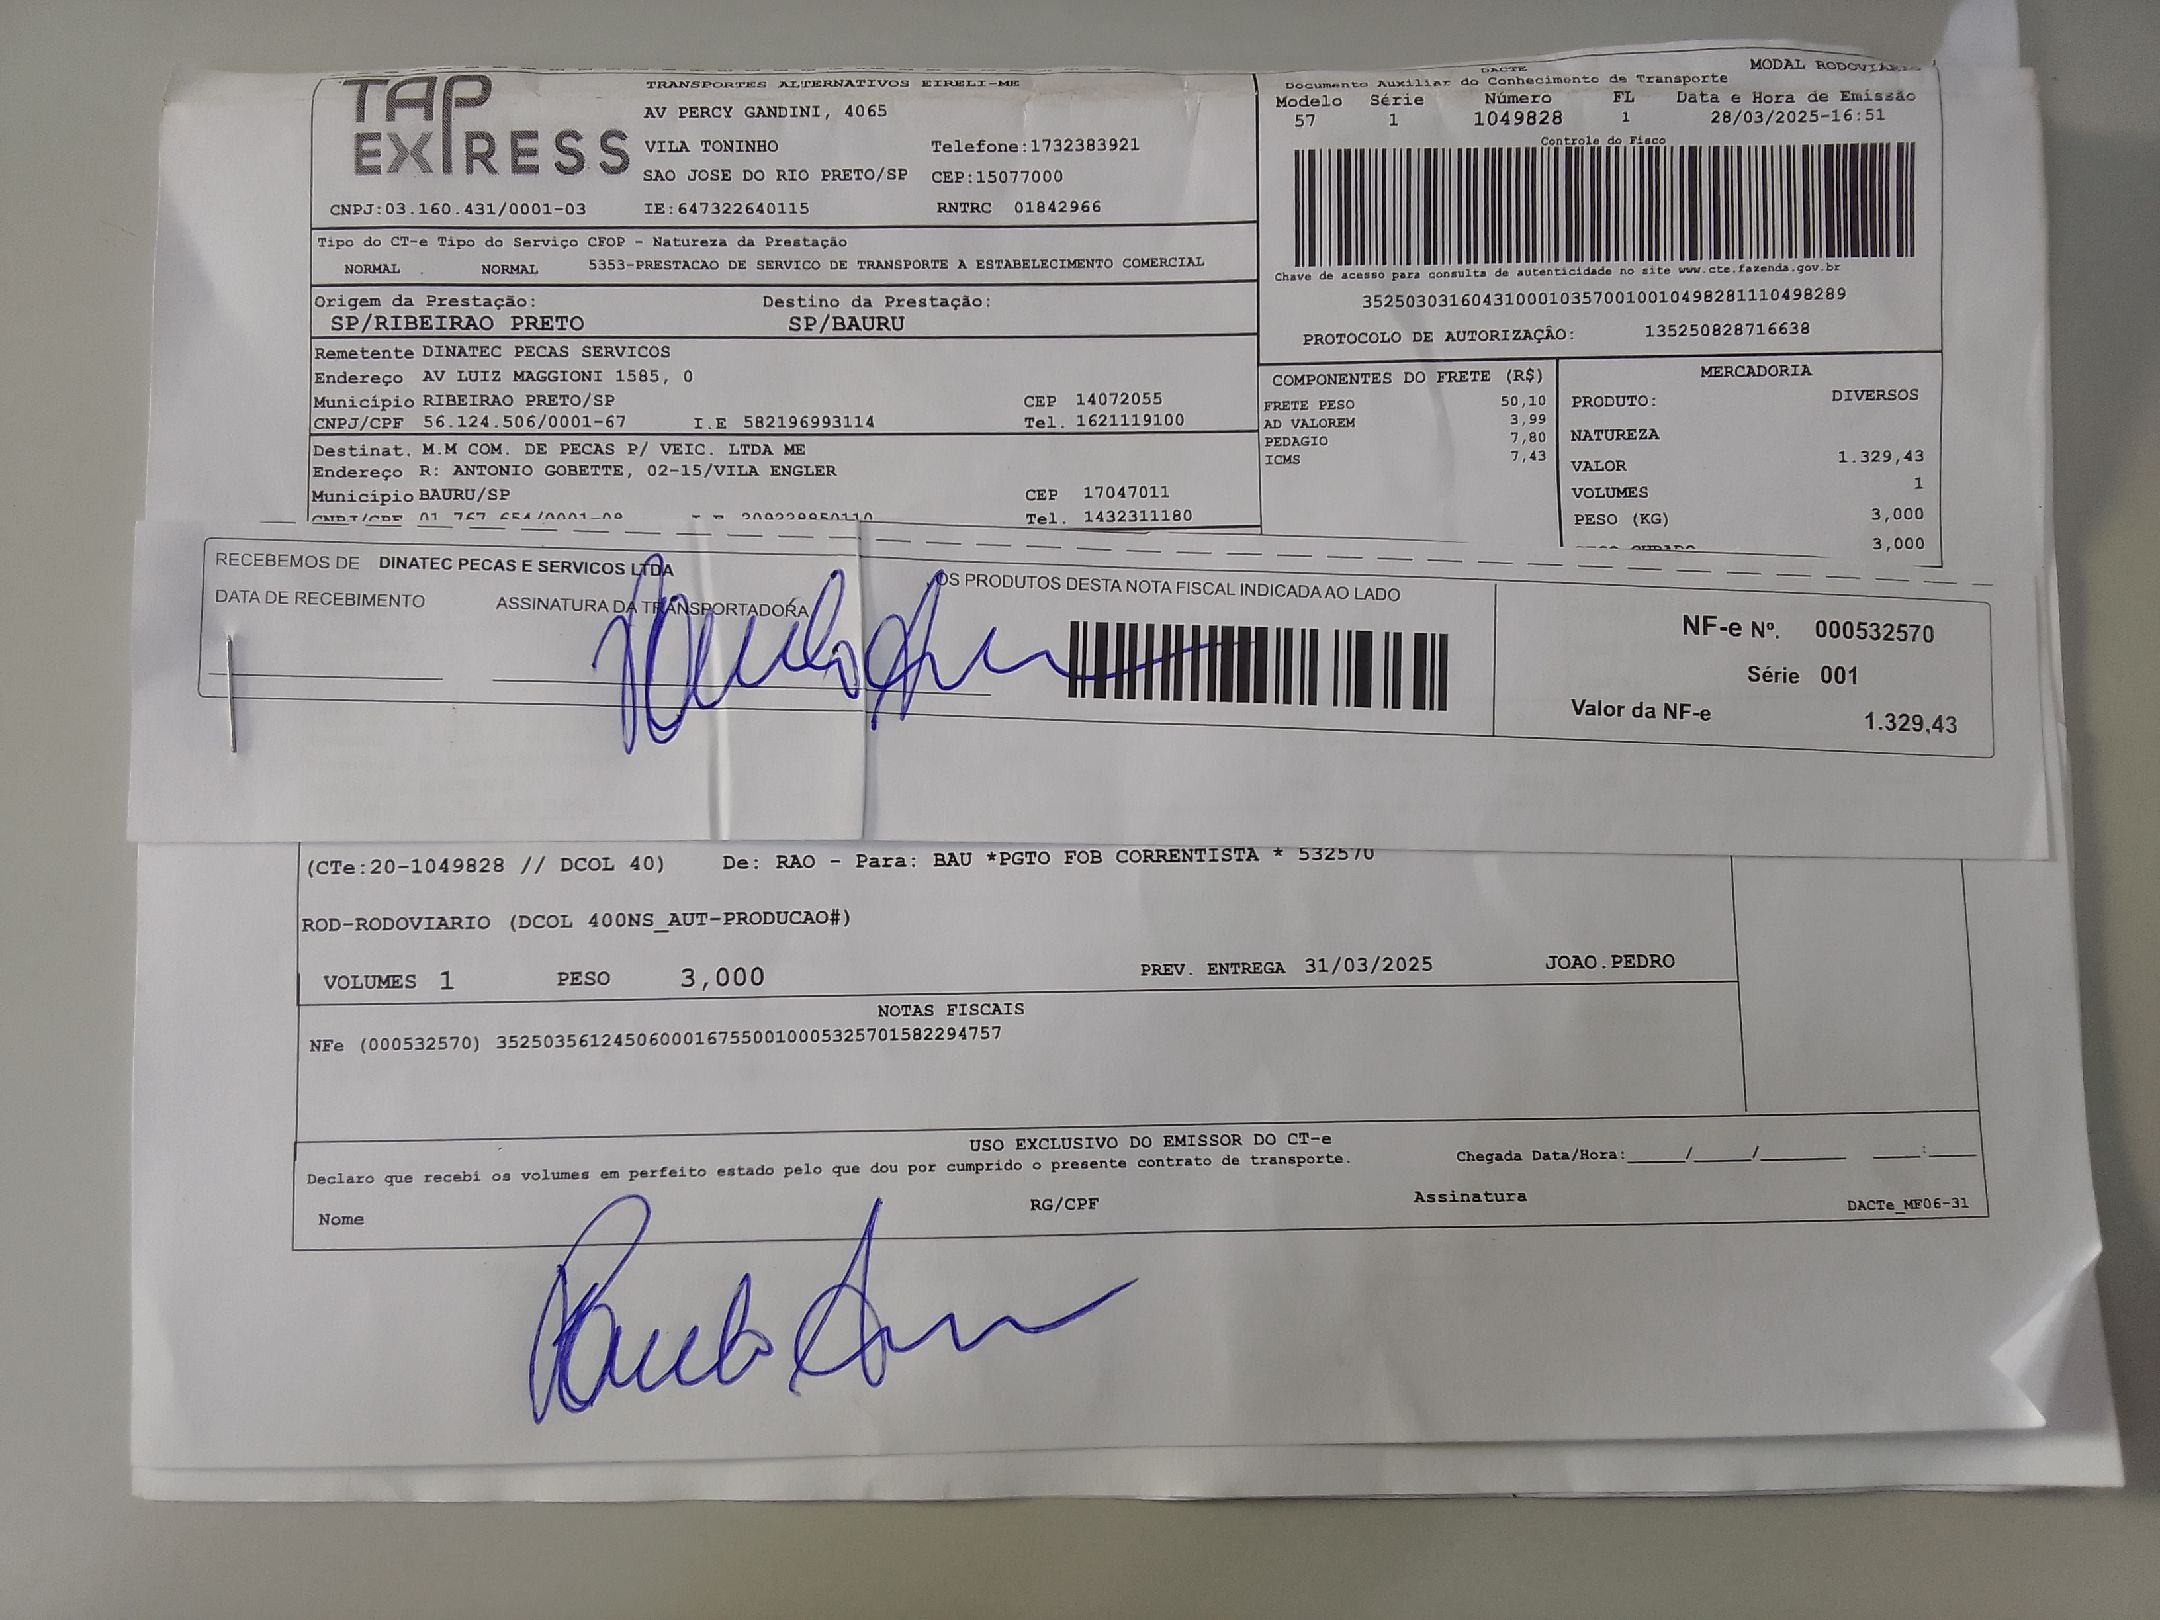 TAP EXPRESS
TRANSPORTES ALTERNATIVOS EIRELI-ME
AV PERCY GANDINI, 4065
VILA TONINHO Telefone:1732383921
SAO JOSE DO RIO PRETO/SP CEP:15077000
CNPJ:03.160.431/0001-03 IE:647322640115 RNTRC 01842966
DACTE MODAL RODOVIÁRIO
Documento Auxiliar do Conhecimento de Transporte
Modelo Série Número FL Data e Hora de Emissão
57 1 1049828 1 28/03/2025-16:51
Controle do Fisco
Chave de acesso para consulta de autenticidade no site www.cte.fazenda.gov.br
35250303160431000103570010010498281110498289
PROTOCOLO DE AUTORIZAÇÃO: 135250828716638
Tipo do CT-e Tipo do Serviço CFOP - Natureza da Prestação
NORMAL NORMAL 5353-PRESTACAO DE SERVICO DE TRANSPORTE A ESTABELECIMENTO COMERCIAL
Origem da Prestação: Destino da Prestação:
SP/RIBEIRAO PRETO SP/BAURU
Remetente DINATEC PECAS SERVICOS
Endereço AV LUIZ MAGGIONI 1585, 0
Município RIBEIRAO PRETO/SP CEP 14072055
CNPJ/CPF 56.124.506/0001-67 I.E 582196993114 Tel. 1621119100
Destinat. M.M COM. DE PECAS P/ VEIC. LTDA ME
Endereço R: ANTONIO GOBETTE, 02-15/VILA ENGLER
Município BAURU/SP CEP 17047011
CNPJ/CPF Tel. 1432311180
COMPONENTES DO FRETE (R$)
FRETE PESO 50,10
AD VALOREM 3,99
PEDAGIO 7,80
ICMS 7,43
MERCADORIA
PRODUTO: DIVERSOS
NATUREZA
VALOR 1.329,43
VOLUMES 1
PESO (KG) 3,000
3,000
RECEBEMOS DE DINATEC PECAS E SERVICOS LTDA OS PRODUTOS DESTA NOTA FISCAL INDICADA AO LADO
DATA DE RECEBIMENTO ASSINATURA DA TRANSPORTADORA
NF-e Nº. 000532570
Série 001
Valor da NF-e 1.329,43
(CTe:20-1049828 // DCOL 40) De: RAO - Para: BAU *PGTO FOB CORRENTISTA * 532570
ROD-RODOVIARIO (DCOL 400NS_AUT-PRODUCAO#)
VOLUMES 1 PESO 3,000 PREV. ENTREGA 31/03/2025 JOAO.PEDRO
NOTAS FISCAIS
NFe (000532570) 35250356124506000167550010005325701582294757
USO EXCLUSIVO DO EMISSOR DO CT-e
Declaro que recebi os volumes em perfeito estado pelo que dou por cumprido o presente contrato de transporte. Chegada Data/Hora:_____/_____/________ ____:____
Nome RG/CPF Assinatura DACTe_MF06-31